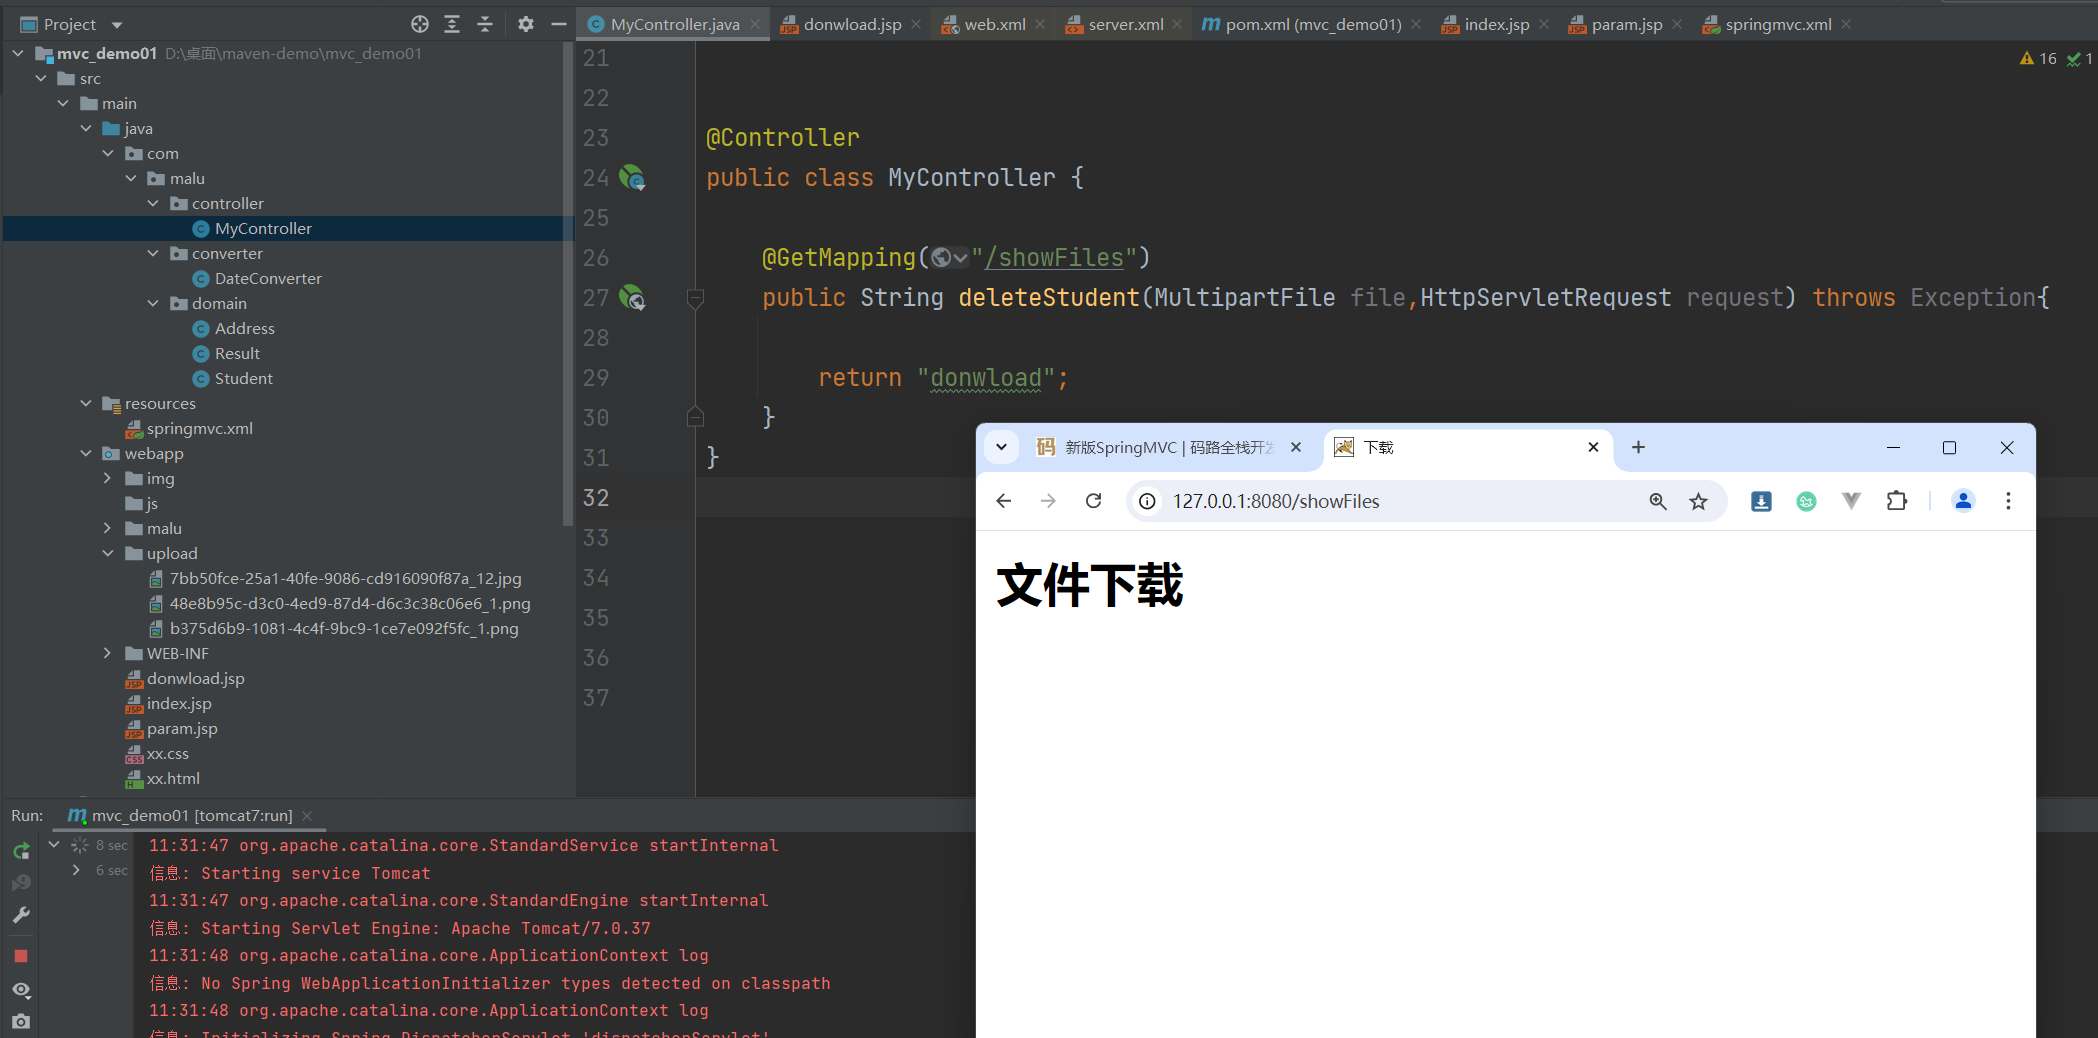 Project
MyController.java
donwload.jsp
web.xml
server.xml
pom.xml (mvc_demo01)
index.jsp
param.jsp
springmvc.xml
mvc_demo01 D:\桌面\maven-demo\mvc_demo01
src
main
java
com
malu
controller
MyController
converter
DateConverter
domain
Address
Result
Student
resources
springmvc.xml
webapp
img
js
malu
upload
7bb50fce-25a1-40fe-9086-cd916090f87a_12.jpg
48e8b95c-d3c0-4ed9-87d4-d6c3c38c06e6_1.png
b375d6b9-1081-4c4f-9bc9-1ce7e092f5fc_1.png
WEB-INF
donwload.jsp
index.jsp
param.jsp
xx.css
xx.html
16 1
21
22
23 @Controller
24 public class MyController {
25
26 @GetMapping("/showFiles")
27 public String deleteStudent(MultipartFile file,HttpServletRequest request) throws Exception{
28
29 return "donwload";
30 }
31 }
32
33
34
35
36
37
新版SpringMVC | 码路全栈开发
下载
127.0.0.1:8080/showFiles
文件下载
Run: mvc_demo01 [tomcat7:run]
8 sec
6 sec
11:31:47 org.apache.catalina.core.StandardService startInternal
信息: Starting service Tomcat
11:31:47 org.apache.catalina.core.StandardEngine startInternal
信息: Starting Servlet Engine: Apache Tomcat/7.0.37
11:31:48 org.apache.catalina.core.ApplicationContext log
信息: No Spring WebApplicationInitializer types detected on classpath
11:31:48 org.apache.catalina.core.ApplicationContext log
信息: Initializing Spring DispatcherServlet 'dispatcherServlet'